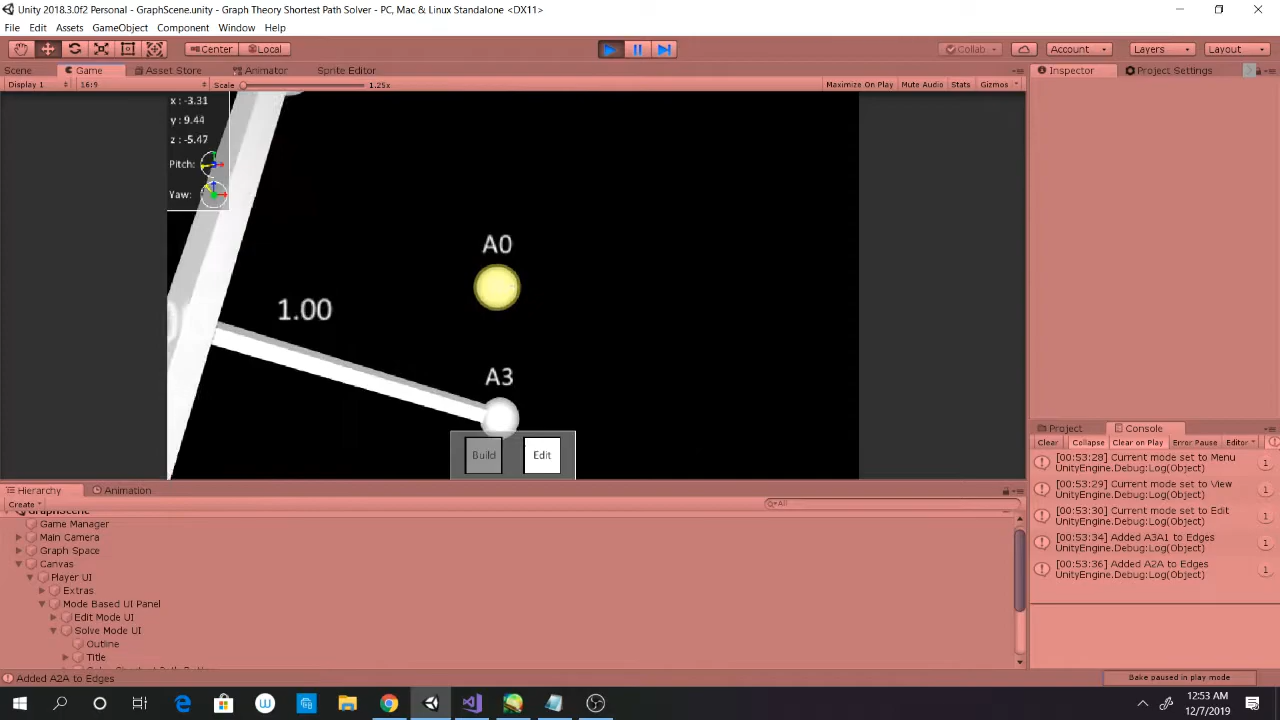 Unity 2018.3.0f2 Personal - GraphScene.unity - Graph Theory Shortest Path Solver - PC, Mac & Linux Standalone <DX11>
File Edit Assets GameObject Component Window Help
Center Local Collab Account Layers Layout
Scene Game Asset Store Animator Sprite Editor Inspector Project Settings
Display 1 16:9 Scale 1.25x Maximize On Play Mute Audio Stats Gizmos
x : -3.31
y : 9.44
z : -5.47
Pitch:
Yaw:
A0
1.00
A3
Build Edit
Project Console
Clear Collapse Clear on Play Error Pause Editor
[00:53:28] Current mode set to Menu
UnityEngine.Debug:Log(Object)
1
[00:53:29] Current mode set to View
UnityEngine.Debug:Log(Object)
1
[00:53:30] Current mode set to Edit
UnityEngine.Debug:Log(Object)
1
[00:53:34] Added A3A1 to Edges
UnityEngine.Debug:Log(Object)
1
[00:53:36] Added A2A to Edges
UnityEngine.Debug:Log(Object)
1
Hierarchy Animation
Create All
GraphScene
Game Manager
Main Camera
Graph Space
Canvas
Player UI
Extras
Mode Based UI Panel
Edit Mode UI
Solve Mode UI
Outline
Title
Added A2A to Edges
Bake paused in play mode
12:53 AM
12/7/2019